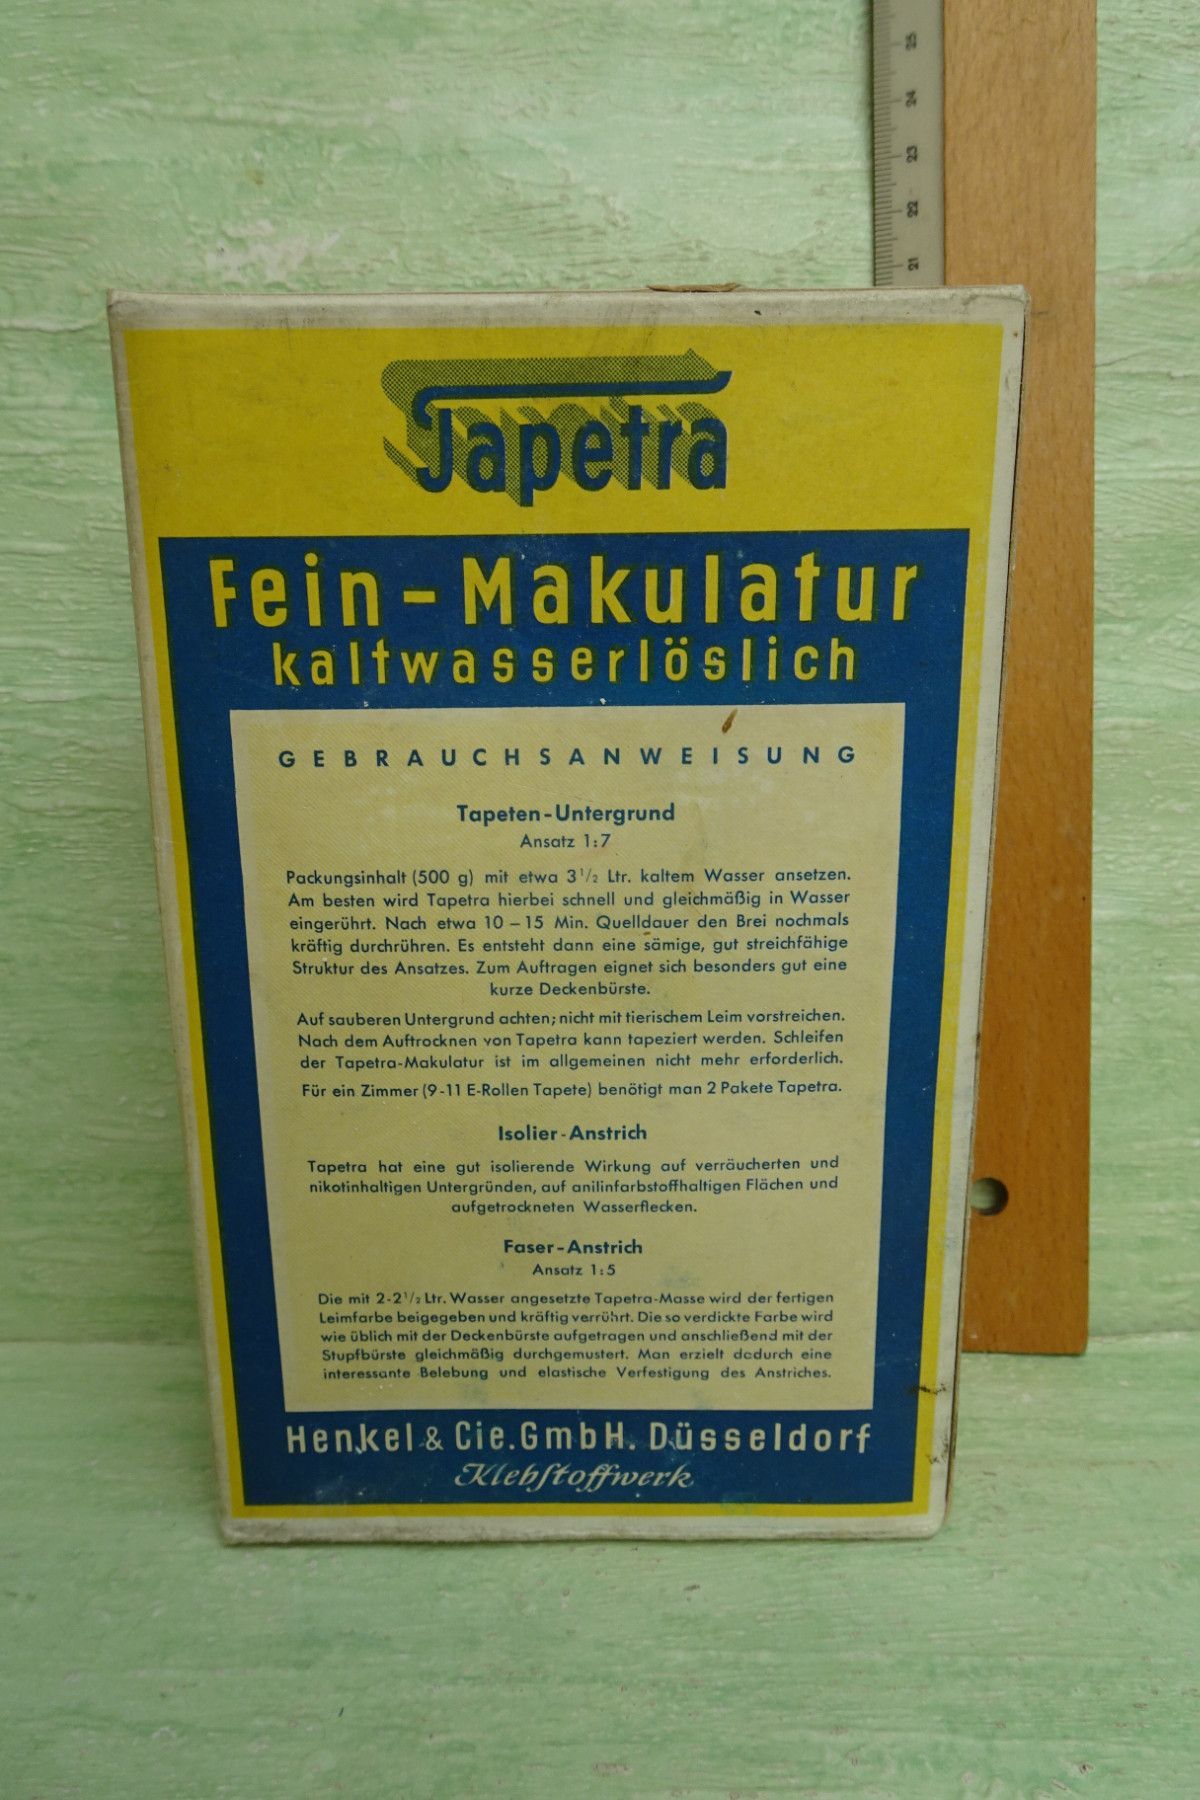 Tapetra
Fein-Makulatur
kaltwasserlöslich
GEBRAUCHSANWEISUNG
Tapeten-Untergrund
Ansatz 1:7
Packungsinhalt (500 g) mit etwa 3 1/2 Ltr. kaltem Wasser ansetzen.
Am besten wird Tapetra hierbei schnell und gleichmäßig in Wasser
eingerührt. Nach etwa 10 – 15 Min. Quelldauer den Brei nochmals
kräftig durchrühren. Es entsteht dann eine sämige, gut streichfähige
Struktur des Ansatzes. Zum Auftragen eignet sich besonders gut eine
kurze Deckenbürste.
Auf sauberen Untergrund achten; nicht mit tierischem Leim vorstreichen.
Nach dem Auftrocknen von Tapetra kann tapeziert werden. Schleifen
der Tapetra-Makulatur ist im allgemeinen nicht mehr erforderlich.
Für ein Zimmer (9-11 E-Rollen Tapete) benötigt man 2 Pakete Tapetra.
Isolier-Anstrich
Tapetra hat eine gut isolierende Wirkung auf verräucherten und
nikotinhaltigen Untergründen, auf anilinfarbstoffhaltigen Flächen und
aufgetrockneten Wasserflecken.
Faser-Anstrich
Ansatz 1:5
Die mit 2-2 1/2 Ltr. Wasser angesetzte Tapetra-Masse wird der fertigen
Leimfarbe beigegeben und kräftig verrührt. Die so verdickte Farbe wird
wie üblich mit der Deckenbürste aufgetragen und anschließend mit der
Stupfbürste gleichmäßig durchgemustert. Man erzielt dadurch eine
interessante Belebung und elastische Verfestigung des Anstriches.
Henkel & Cie. GmbH. Düsseldorf
Klebstoffwerk
25
24
23
22
21